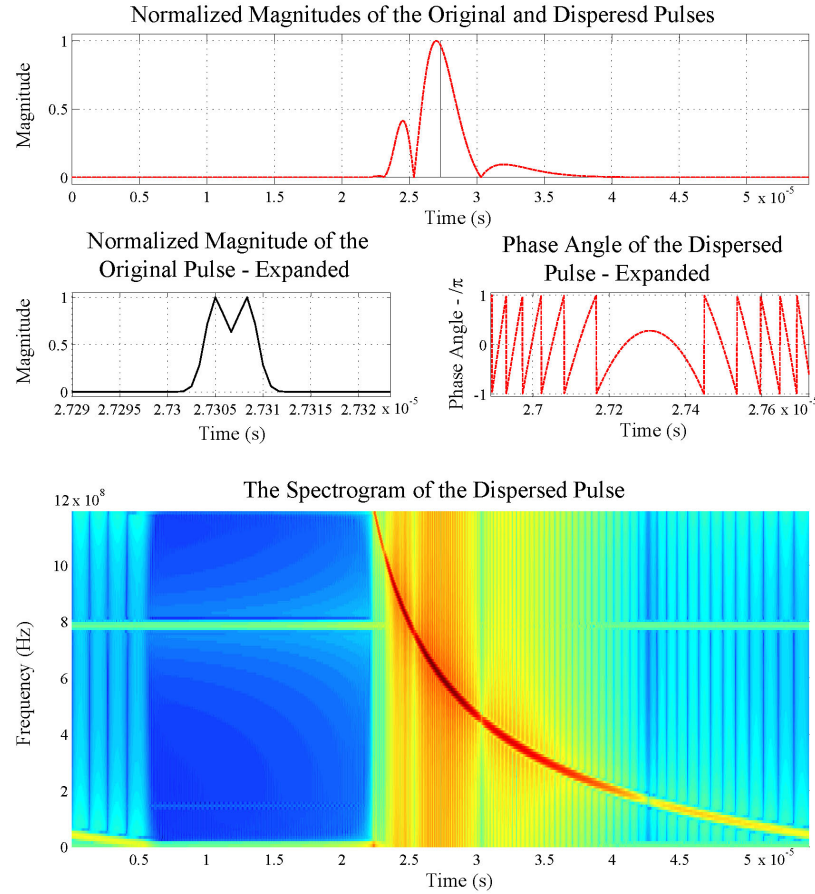 Normalized Magnitudes of the Original and Disperesd Pulses
Magnitude
1
0.5
0
0 0.5 1 1.5 2 2.5 3 3.5 4 4.5 5 x 10⁻⁵
Time (s)
Normalized Magnitude of the
Original Pulse - Expanded
Magnitude
1
0.5
0
2.729 2.7295 2.73 2.7305 2.731 2.7315 2.732 x 10⁻⁵
Time (s)
Phase Angle of the Dispersed
Pulse - Expanded
Phase Angle - /π
1
0
-1
2.7 2.72 2.74 2.76 x 10⁻⁵
Time (s)
The Spectrogram of the Dispersed Pulse
12 x 10⁸
Frequency (Hz)
10
8
6
4
2
0
0.5 1 1.5 2 2.5 3 3.5 4 4.5 5 x 10⁻⁵
Time (s)